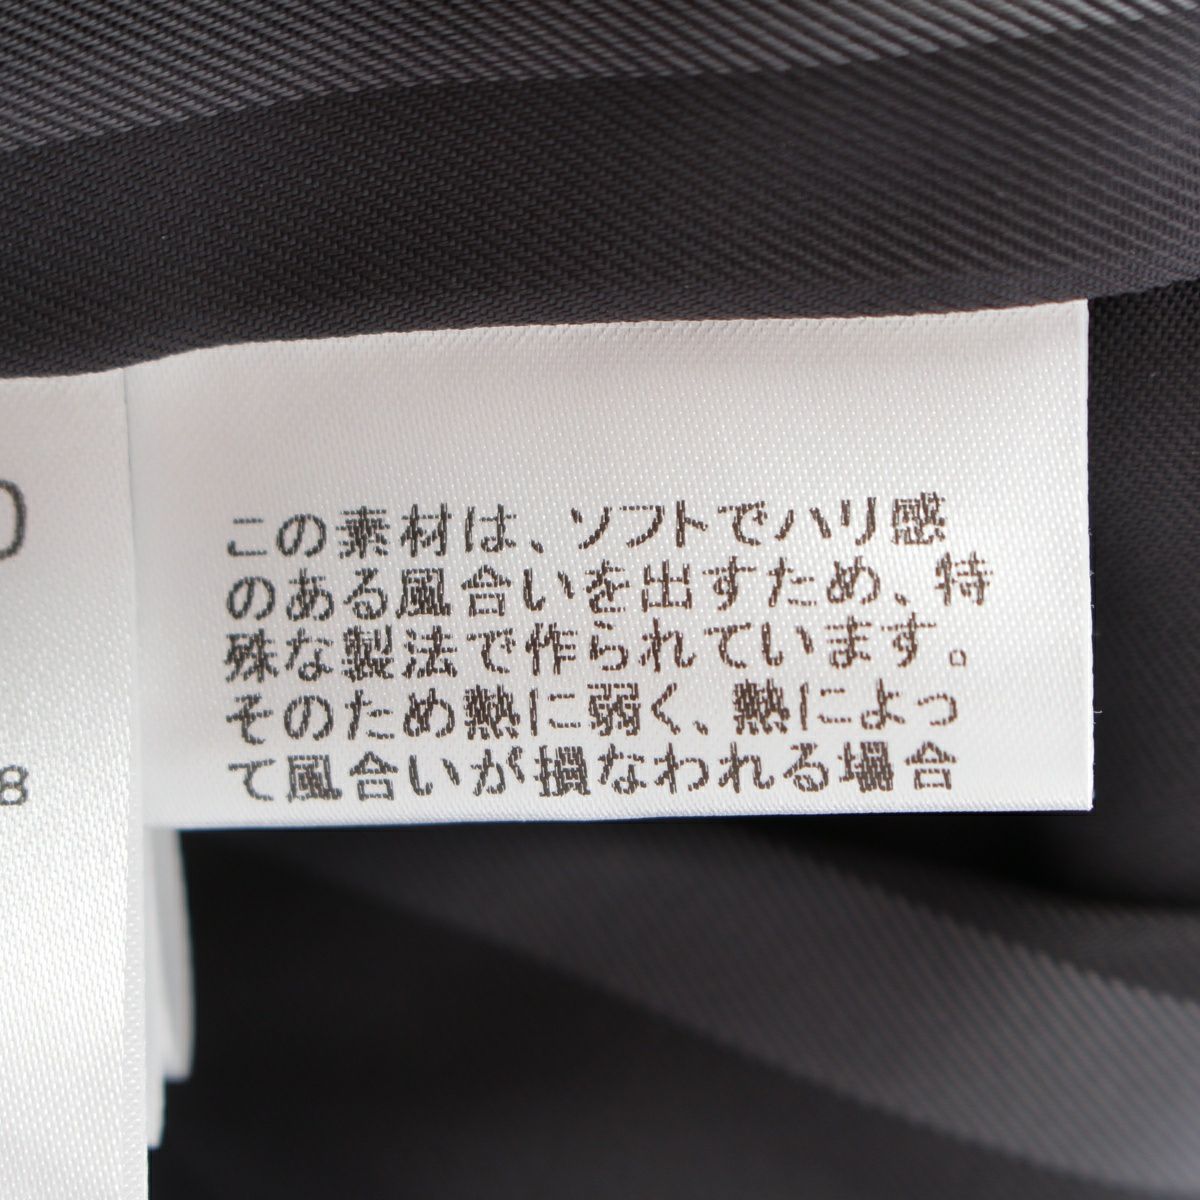 この素材は、ソフトでハリ感
のある風合いを出すため、特
殊な製法で作られています。
そのため熱に弱く、熱によっ
て風合いが損なわれる場合
0
8